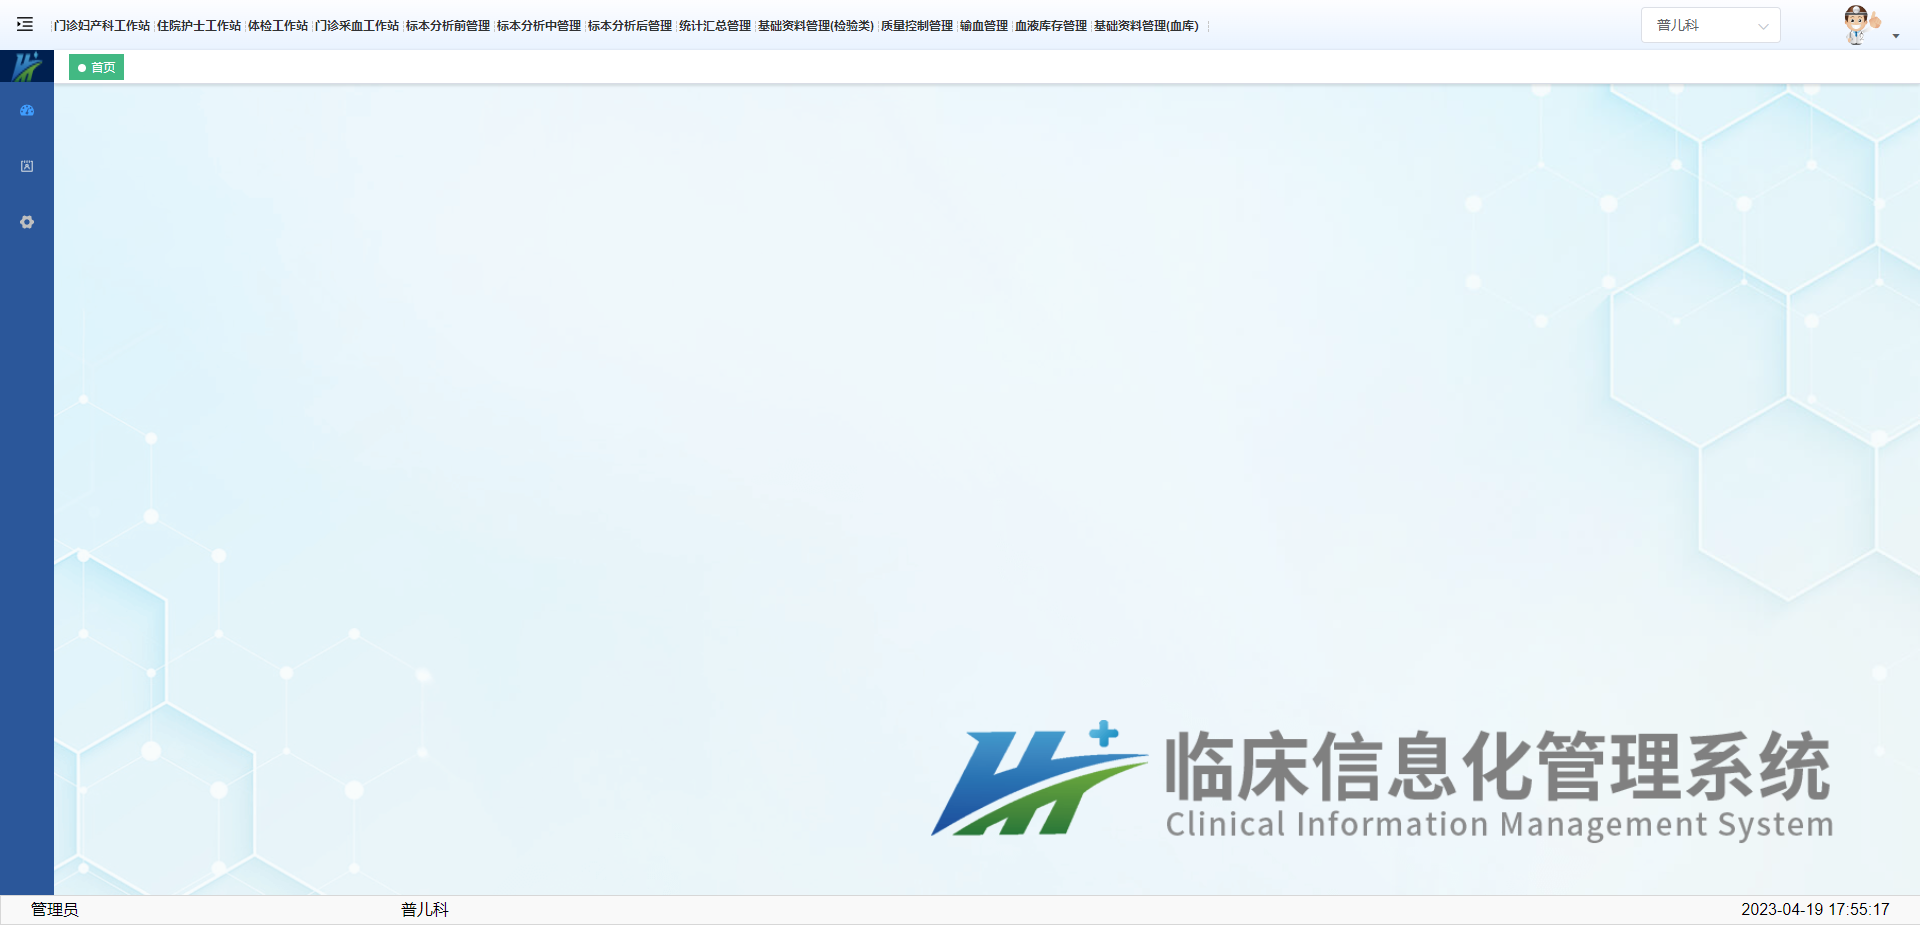 门诊妇产科工作站 住院护士工作站 体检工作站 门诊采血工作站 标本分析前管理 标本分析中管理 标本分析后管理 统计汇总管理 基础资料管理(检验类) 质量控制管理 输血管理 血液库存管理 基础资料管理(血库) 普儿科
首页
临床信息化管理系统
Clinical Information Management System
管理员 普儿科 2023-04-19 17:55:17